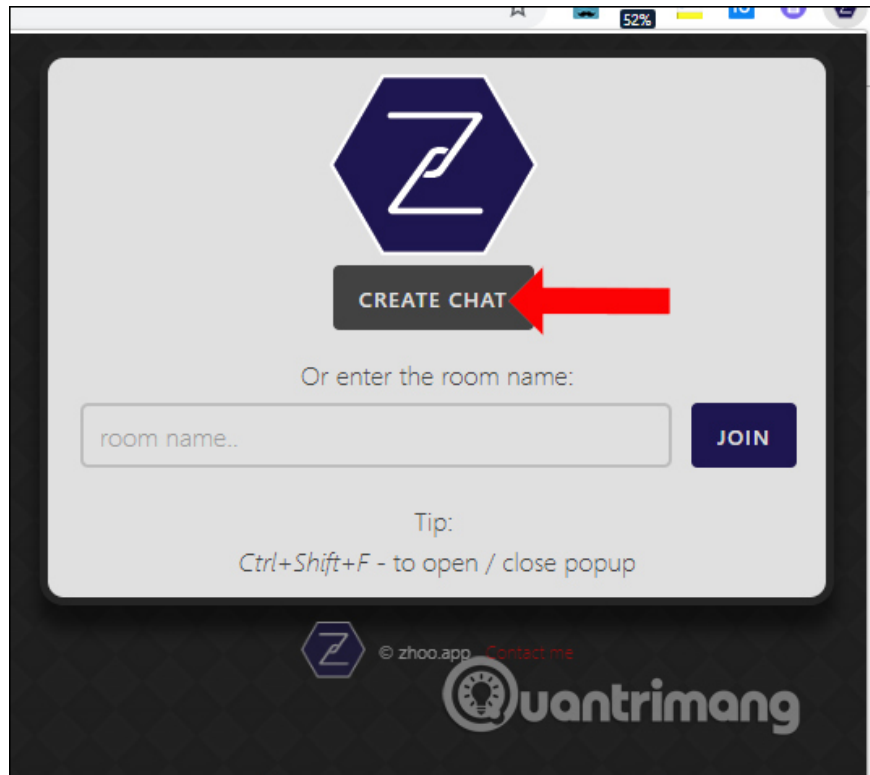 52%
CREATE CHAT
Or enter the room name:
room name..
JOIN
Tip:
Ctrl+Shift+F - to open / close popup
© zhoo.app Contact me
Quantrimang